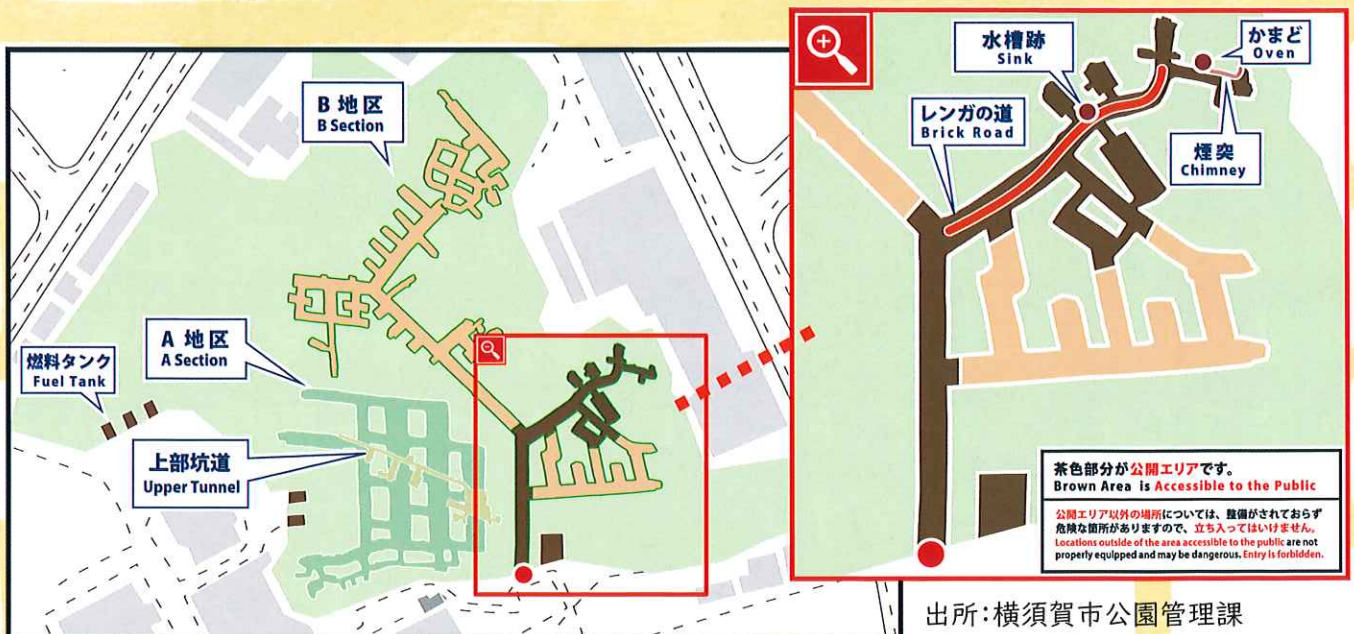 B 地区
B Section
A 地区
A Section
燃料タンク
Fuel Tank
上部坑道
Upper Tunnel
水槽跡
Sink
かまど
Oven
レンガの道
Brick Road
煙突
Chimney
茶色部分が公開エリアです。
Brown Area is Accessible to the Public
公開エリア以外の場所については、整備がされておらず
危険な箇所がありますので、立ち入ってはいけません。
Locations outside of the area accessible to the public are not
properly equipped and may be dangerous. Entry is forbidden.
出所:横須賀市公園管理課